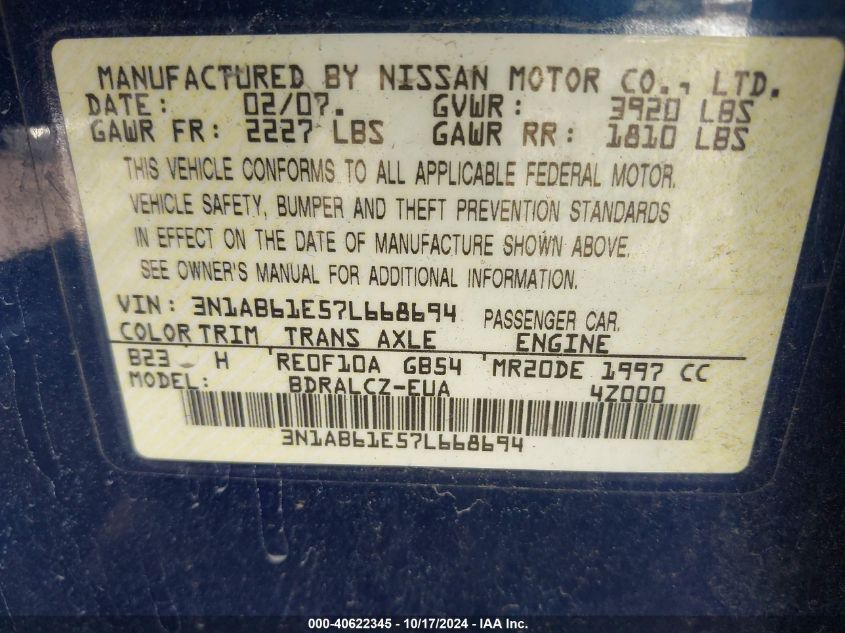 MANUFACTURED BY NISSAN MOTOR CO., LTD.
DATE: 02/07. GVWR: 3920 LBS
GAWR FR: 2227 LBS GAWR RR: 1810 LBS
THIS VEHICLE CONFORMS TO ALL APPLICABLE FEDERAL MOTOR.
VEHICLE SAFETY, BUMPER AND THEFT PREVENTION STANDARDS
IN EFFECT ON THE DATE OF MANUFACTURE SHOWN ABOVE.
SEE OWNER'S MANUAL FOR ADDITIONAL INFORMATION.
VIN: 3N1AB61E57L668694 PASSENGER CAR.
COLOR TRIM TRANS AXLE ENGINE
B23 H RE0F10A GB54 MR20DE 1997 CC
MODEL: BDRALCZ-EUA 4Z000
3N1AB61E57L668694
000-40622345 - 10/17/2024 - IAA Inc.